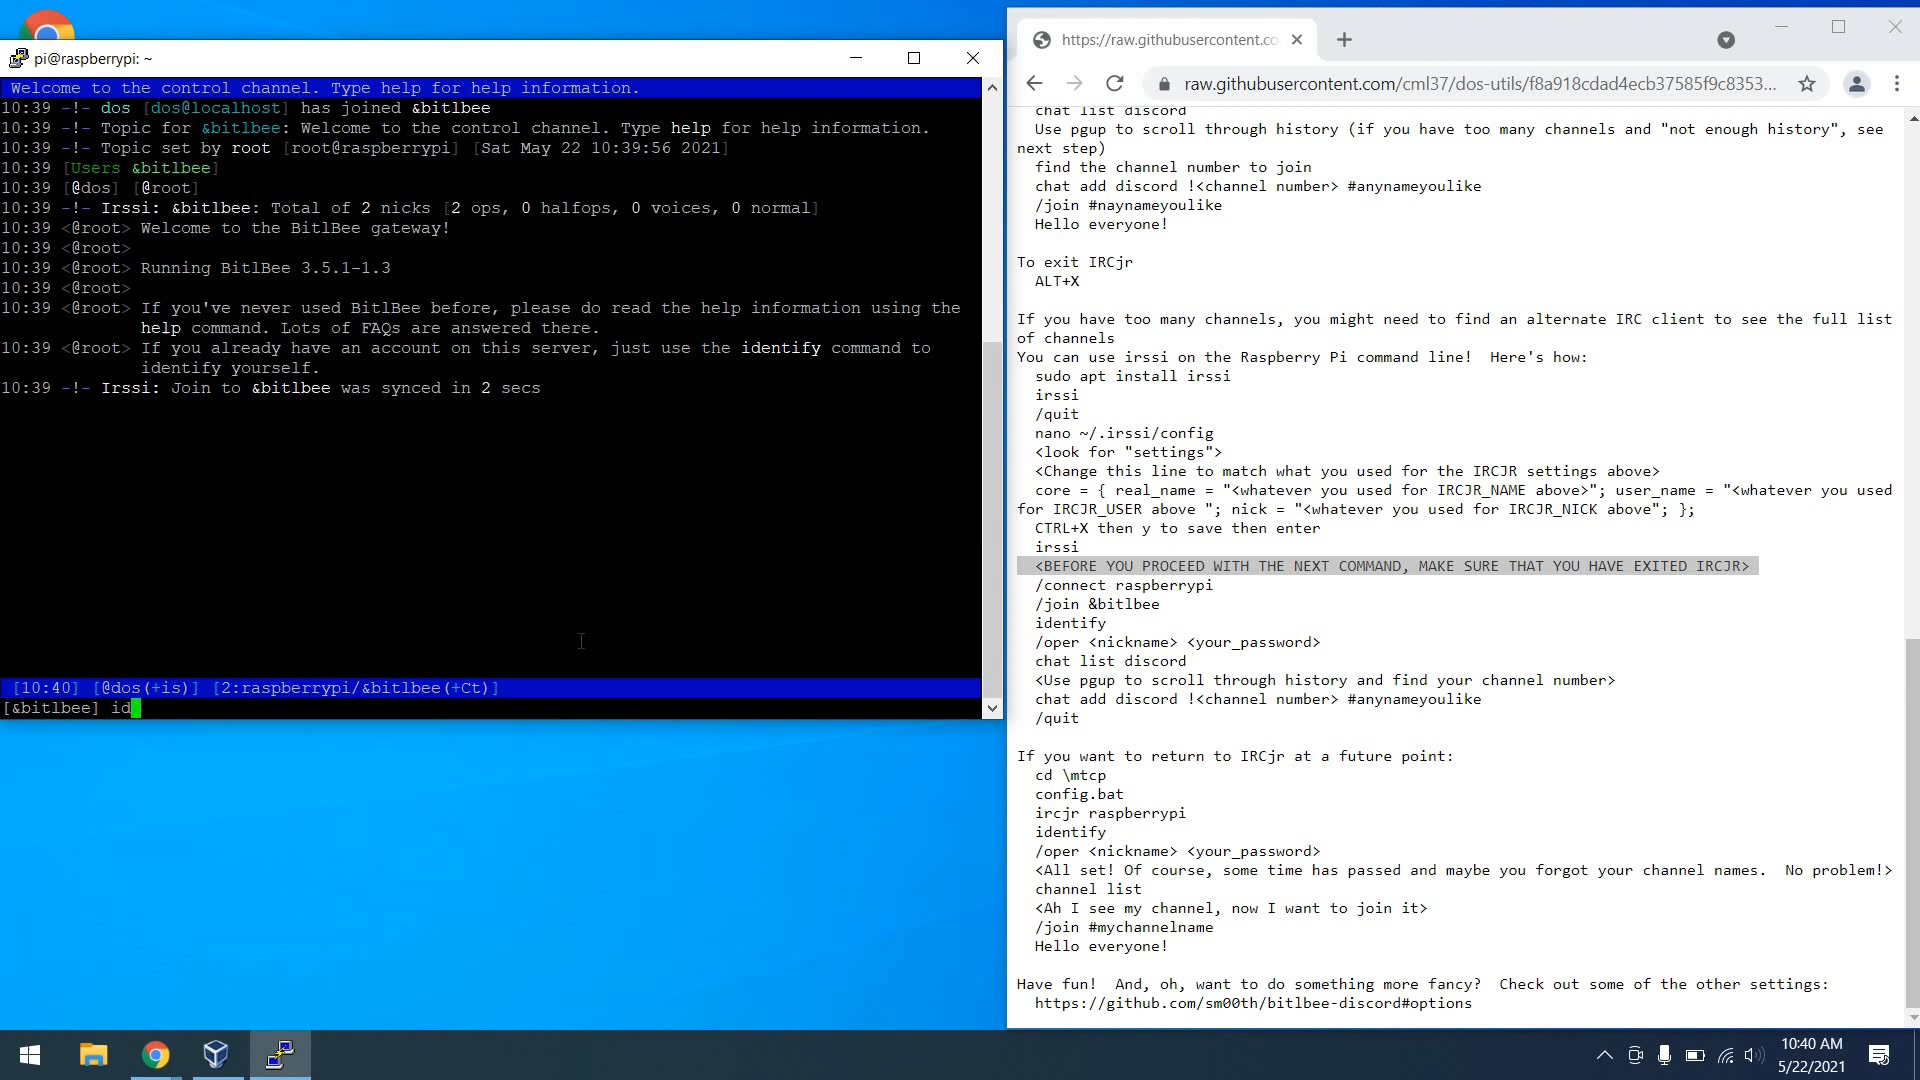 pi@raspberrypi: ~
Welcome to the control channel. Type help for help information.
10:39 -!- dos [dos@localhost] has joined &bitlbee
10:39 -!- Topic for &bitlbee: Welcome to the control channel. Type help for help information.
10:39 -!- Topic set by root [root@raspberrypi] [Sat May 22 10:39:56 2021]
10:39 [Users &bitlbee]
10:39 [@dos] [@root]
10:39 -!- Irssi: &bitlbee: Total of 2 nicks [2 ops, 0 halfops, 0 voices, 0 normal]
10:39 <@root> Welcome to the BitlBee gateway!
10:39 <@root>
10:39 <@root> Running BitlBee 3.5.1-1.3
10:39 <@root>
10:39 <@root> If you've never used BitlBee before, please do read the help information using the
help command. Lots of FAQs are answered there.
10:39 <@root> If you already have an account on this server, just use the identify command to
identify yourself.
10:39 -!- Irssi: Join to &bitlbee was synced in 2 secs
[10:40] [@dos(+is)] [2:raspberrypi/&bitlbee(+Ct)]
[&bitlbee] id
https://raw.githubusercontent.co
raw.githubusercontent.com/cml37/dos-utils/f8a918cdad4ecb37585f9c8353...
chat list discord
Use pgup to scroll through history (if you have too many channels and "not enough history", see
next step)
find the channel number to join
chat add discord !<channel number> #anynameyoulike
/join #naynameyoulike
Hello everyone!
To exit IRCjr
ALT+X
If you have too many channels, you might need to find an alternate IRC client to see the full list
of channels
You can use irssi on the Raspberry Pi command line!  Here's how:
sudo apt install irssi
irssi
/quit
nano ~/.irssi/config
<look for "settings">
<Change this line to match what you used for the IRCJR settings above>
core = { real_name = "<whatever you used for IRCJR_NAME above>"; user_name = "<whatever you used
for IRCJR_USER above "; nick = "<whatever you used for IRCJR_NICK above"; };
CTRL+X then y to save then enter
irssi
<BEFORE YOU PROCEED WITH THE NEXT COMMAND, MAKE SURE THAT YOU HAVE EXITED IRCJR>
/connect raspberrypi
/join &bitlbee
identify
/oper <nickname> <your_password>
chat list discord
<Use pgup to scroll through history and find your channel number>
chat add discord !<channel number> #anynameyoulike
/quit
If you want to return to IRCjr at a future point:
cd \mtcp
config.bat
ircjr raspberrypi
identify
/oper <nickname> <your_password>
<All set! Of course, some time has passed and maybe you forgot your channel names.  No problem!>
channel list
<Ah I see my channel, now I want to join it>
/join #mychannelname
Hello everyone!
Have fun!  And, oh, want to do something more fancy?  Check out some of the other settings:
https://github.com/sm00th/bitlbee-discord#options
10:40 AM
5/22/2021